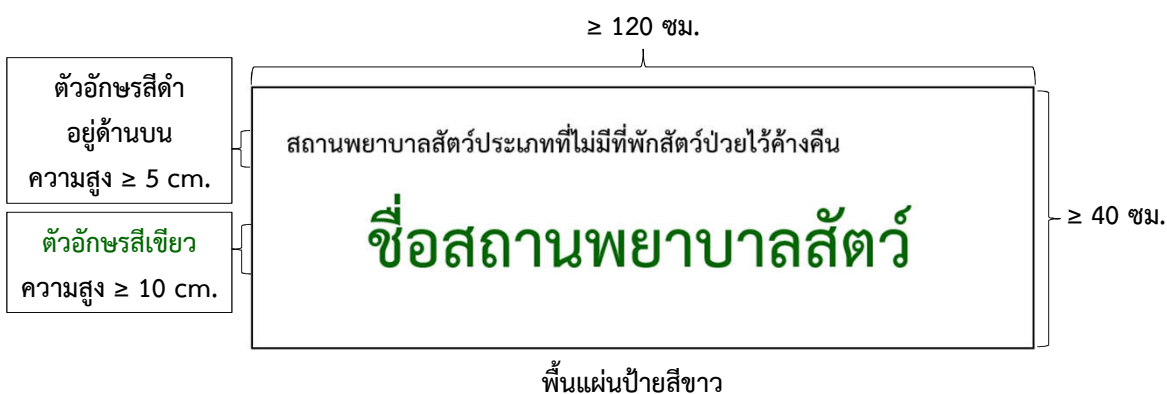 ≥ 120 ซม.
ตัวอักษรสีดำ
อยู่ด้านบน
ความสูง ≥ 5 cm.
สถานพยาบาลสัตว์ประเภทที่ไม่มีที่พักสัตว์ป่วยไว้ค้างคืน
ตัวอักษรสีเขียว
ความสูง ≥ 10 cm.
ชื่อสถานพยาบาลสัตว์
≥ 40 ซม.
พื้นแผ่นป้ายสีขาว